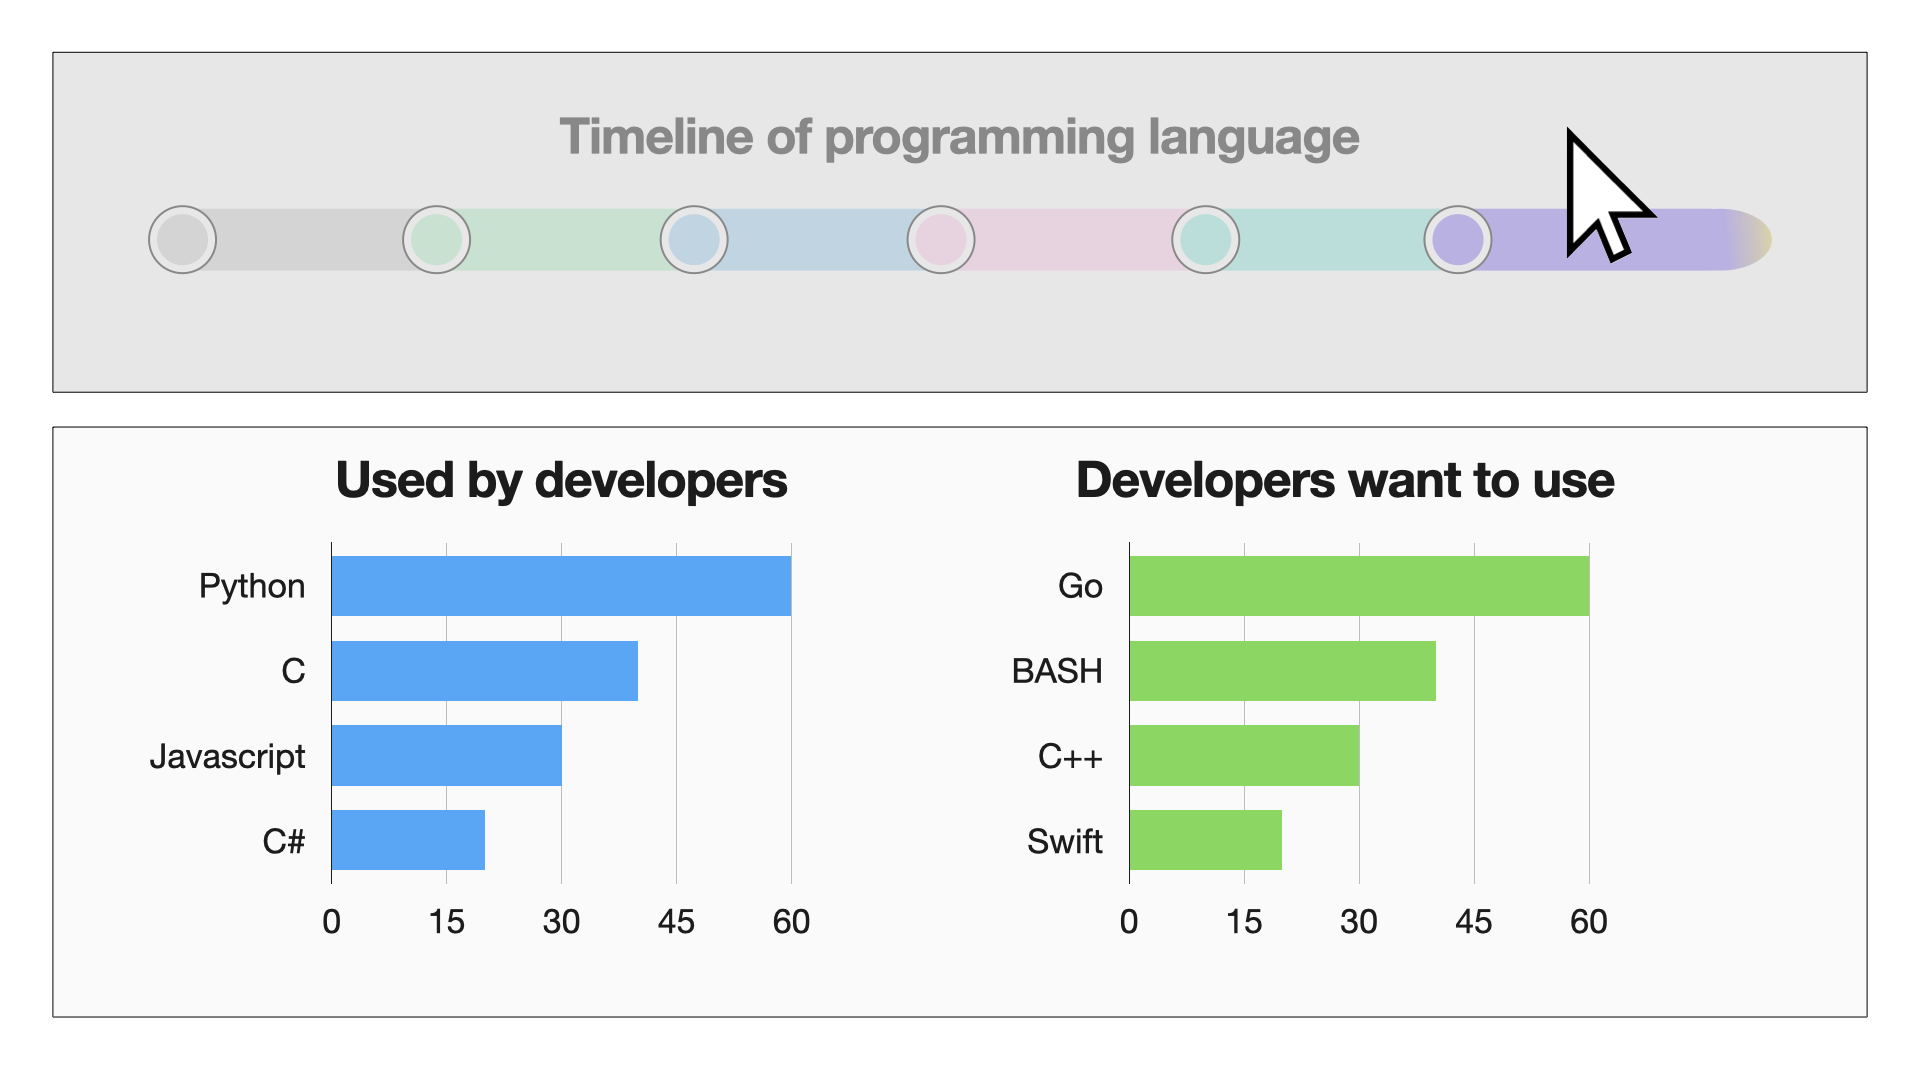 Timeline of programming language
Used by developers
Python
C
Javascript
C#
0 15 30 45 60
Developers want to use
Go
BASH
C++
Swift
0 15 30 45 60